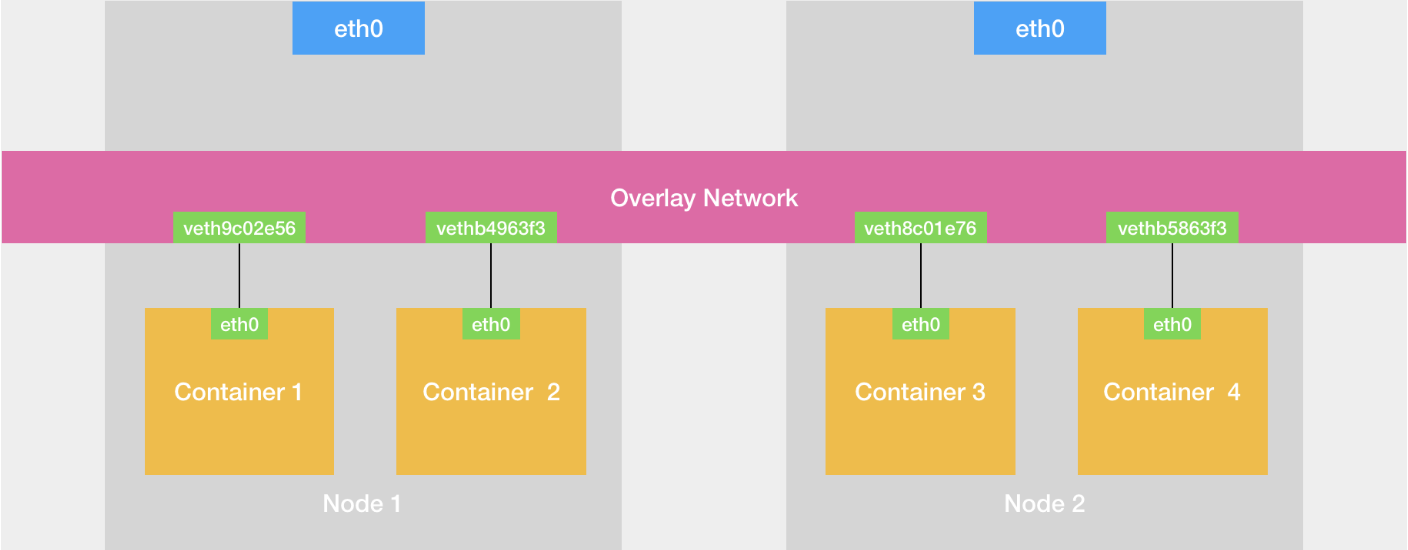 eth0
eth0
Overlay Network
veth9c02e56
vethb4963f3
veth8c01e76
vethb5863f3
eth0
eth0
eth0
eth0
Container 1
Container 2
Container 3
Container 4
Node 1
Node 2